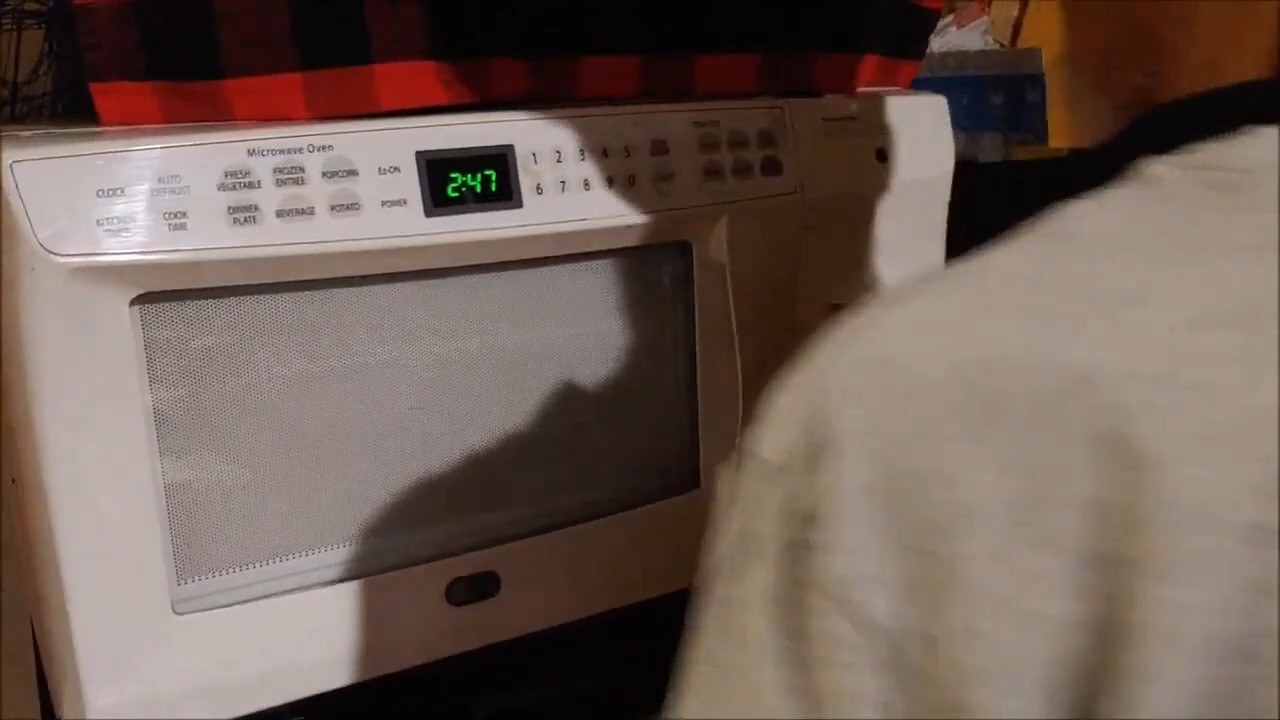 Microwave Oven
CLOCK
AUTO DEFROST
FRESH VEGETABLE
FROZEN ENTREE
POPCORN
Ez-ON
2:47
1 2 3 4 5
KITCHEN
COOK TIME
DINNER PLATE
BEVERAGE
POTATO
POWER
6 7 8 9 0